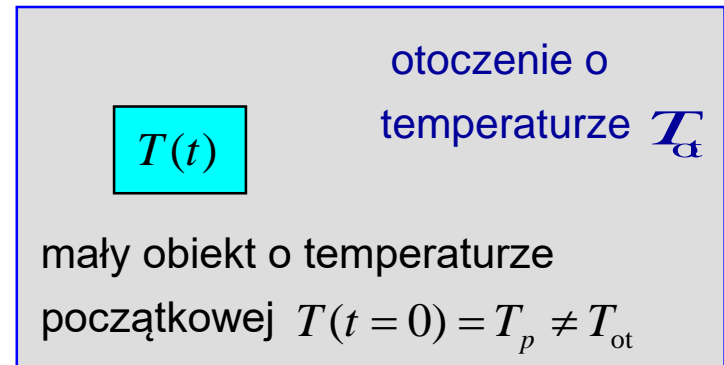 otoczenie o
temperaturze T_ot
T(t)
mały obiekt o temperaturze
początkowej T(t = 0) = T_p ≠ T_ot